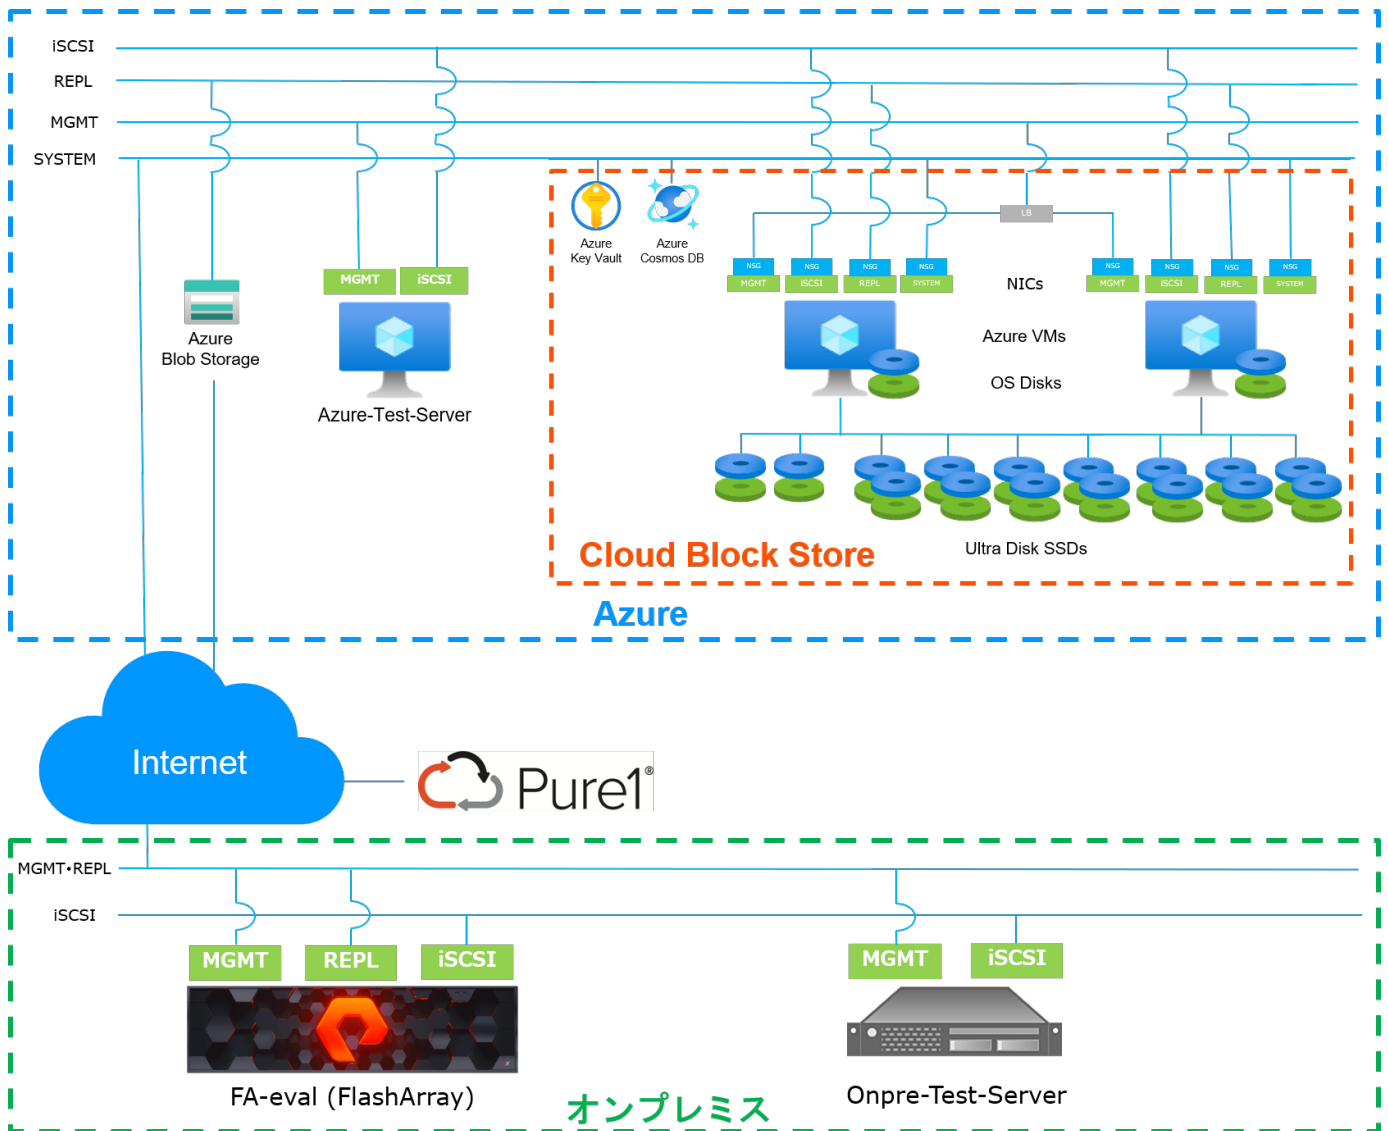 iSCSI
REPL
MGMT
SYSTEM
Azure
Key Vault
Azure
Cosmos DB
LB
NSG
NSG
NSG
NSG
MGMT
iSCSI
REPL
SYSTEM
NICs
NSG
NSG
NSG
NSG
MGMT
iSCSI
REPL
SYSTEM
MGMT
iSCSI
Azure
Blob Storage
Azure-Test-Server
Azure VMs
OS Disks
Ultra Disk SSDs
Cloud Block Store
Azure
Internet
Pure1®
MGMT•REPL
iSCSI
MGMT
REPL
iSCSI
MGMT
iSCSI
FA-eval (FlashArray)
Onpre-Test-Server
オンプレミス